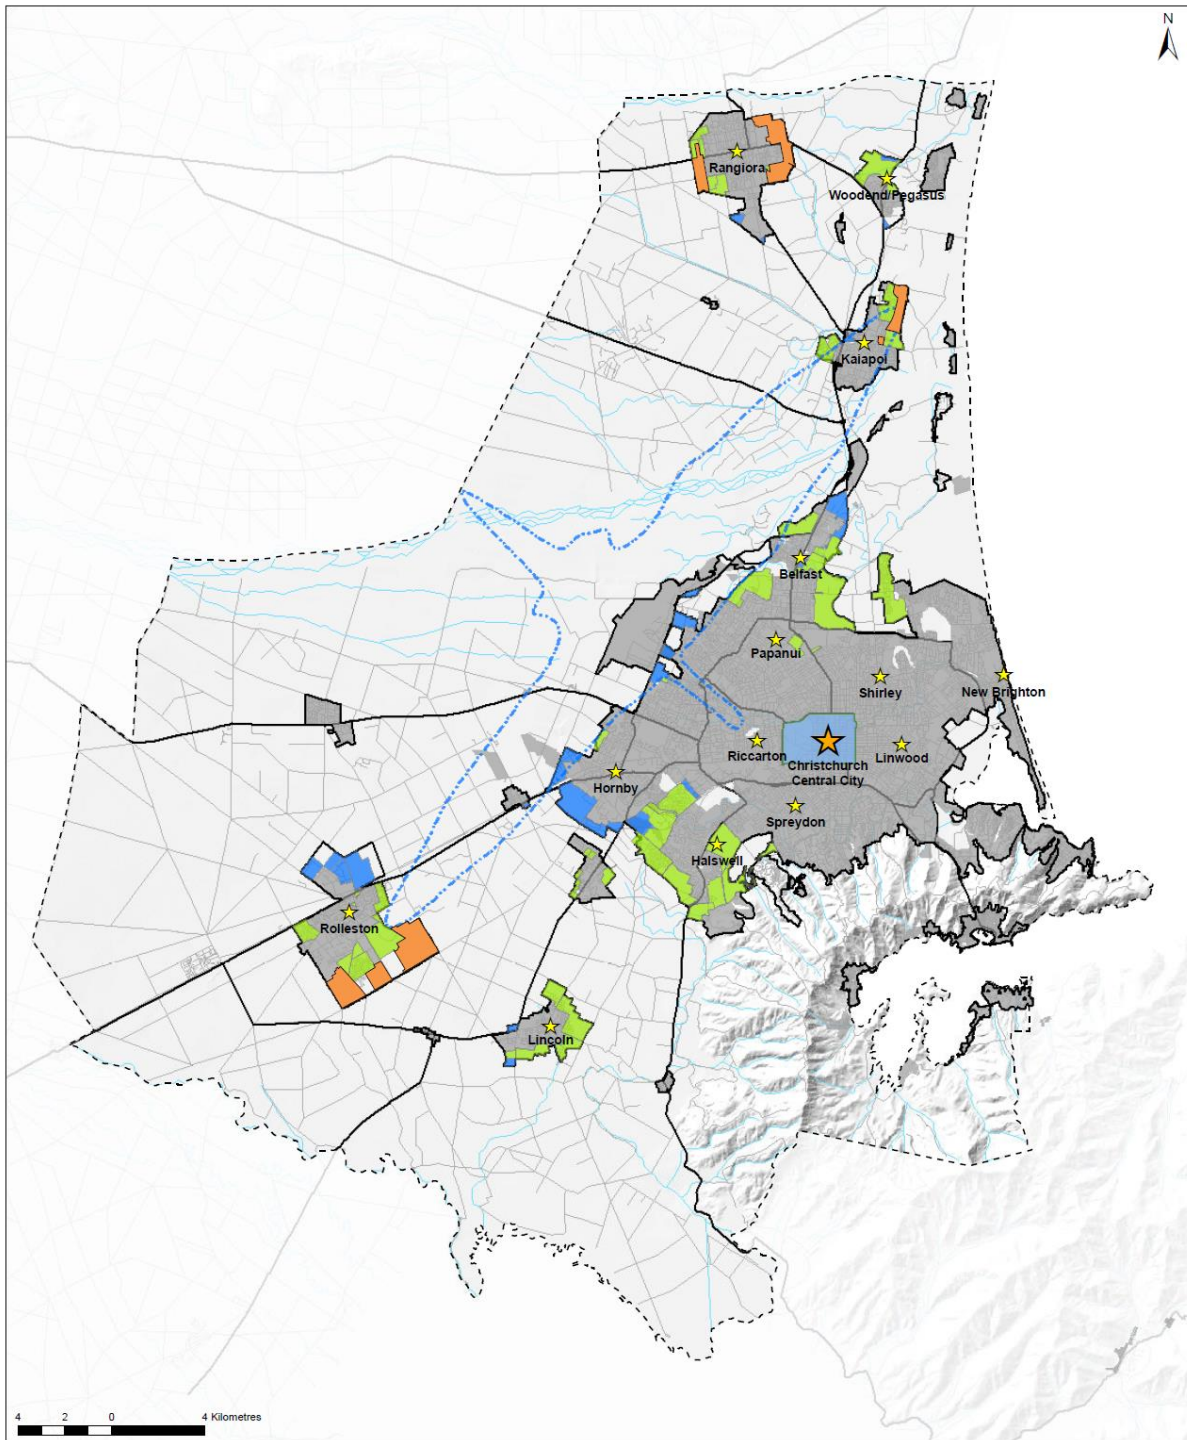 N
Rangiora
Woodend/Pegasus
Kaiapoi
Belfast
Papanui
Shirley
New Brighton
Riccarton
Christchurch
Central City
Linwood
Hornby
Spreydon
Halswell
Rolleston
Lincoln
4 2 0 4 Kilometres